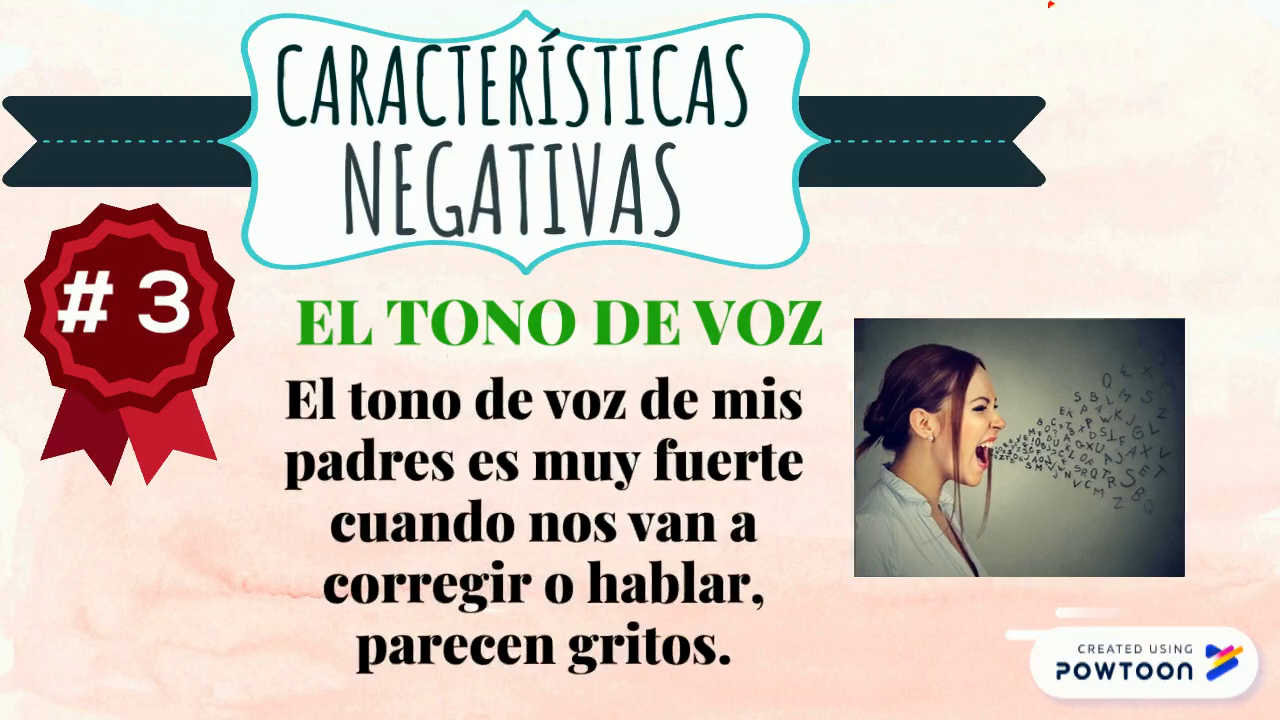 CARACTERÍSTICAS
NEGATIVAS
# 3
EL TONO DE VOZ
El tono de voz de mis
padres es muy fuerte
cuando nos van a
corregir o hablar,
parecen gritos.
CREATED USING
POWTOON